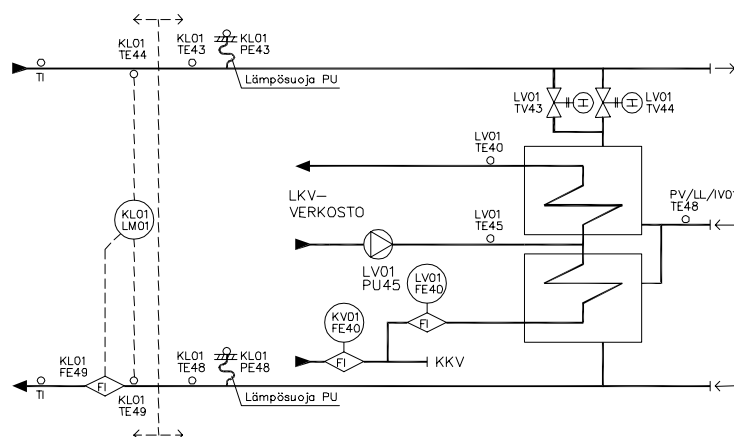 KL01
TE44
KL01
TE43
KL01
PE43
TI
Lämpösuoja PU
LV01
TV43
H
H
LV01
TV44
LV01
TE40
LKV-
VERKOSTO
PV/LL/IV01
TE48
KL01
LM01
LV01
TE45
LV01
PU45
LV01
FE40
FI
KV01
FE40
FI
KKV
KL01
FE49
FI
TI
KL01
TE49
KL01
TE48
KL01
PE48
Lämpösuoja PU